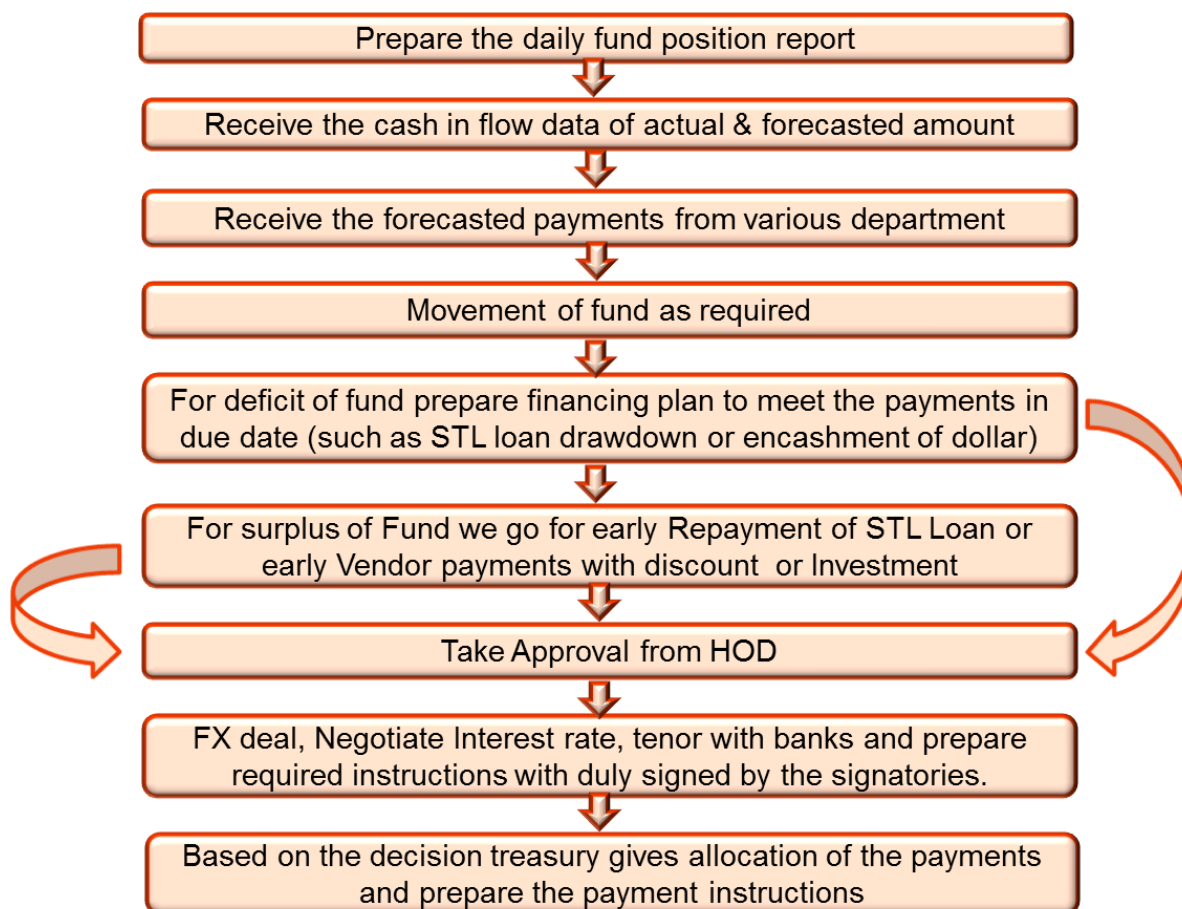 Prepare the daily fund position report
Receive the cash in flow data of actual & forecasted amount
Receive the forecasted payments from various department
Movement of fund as required
For deficit of fund prepare financing plan to meet the payments in
due date (such as STL loan drawdown or encashment of dollar)
For surplus of Fund we go for early Repayment of STL Loan or
early Vendor payments with discount or Investment
Take Approval from HOD
FX deal, Negotiate Interest rate, tenor with banks and prepare
required instructions with duly signed by the signatories.
Based on the decision treasury gives allocation of the payments
and prepare the payment instructions